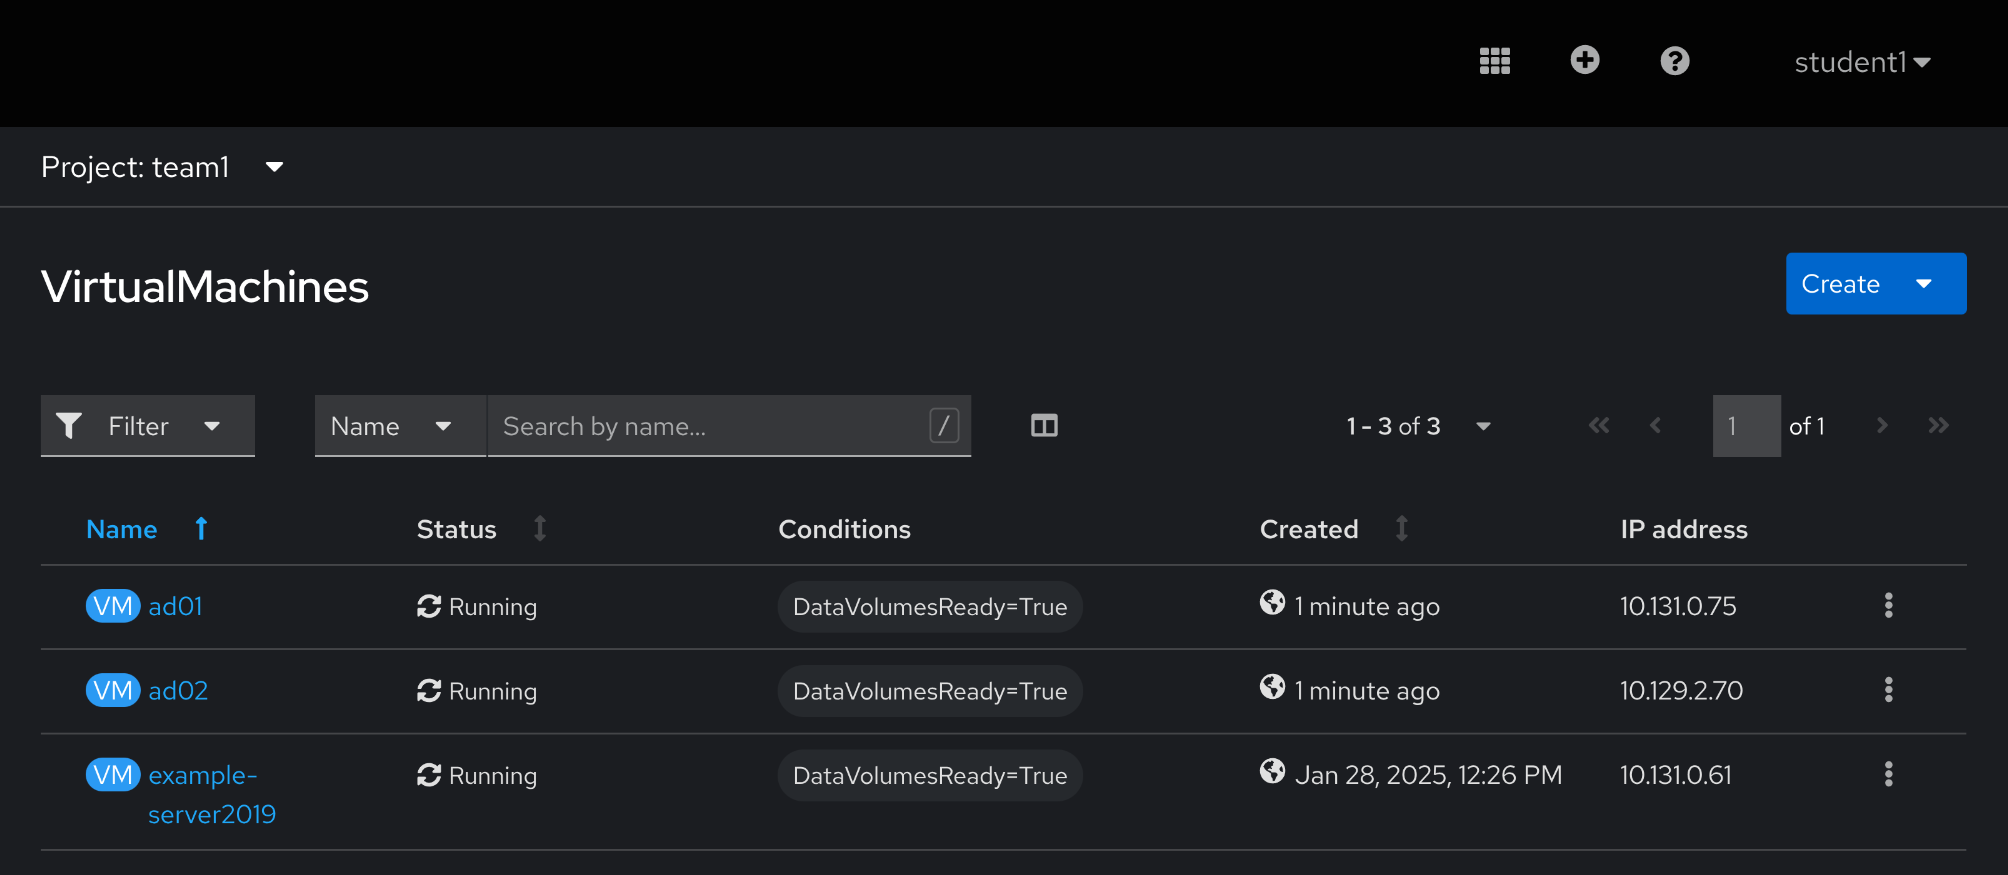 student1
Project: team1
VirtualMachines
Create
Filter
Name
Search by name...
/
1 - 3 of 3
1
of 1
Name Status Conditions Created IP address
VM ad01 Running DataVolumesReady=True 1 minute ago 10.131.0.75
VM ad02 Running DataVolumesReady=True 1 minute ago 10.129.2.70
VM example- Running DataVolumesReady=True Jan 28, 2025, 12:26 PM 10.131.0.61
server2019